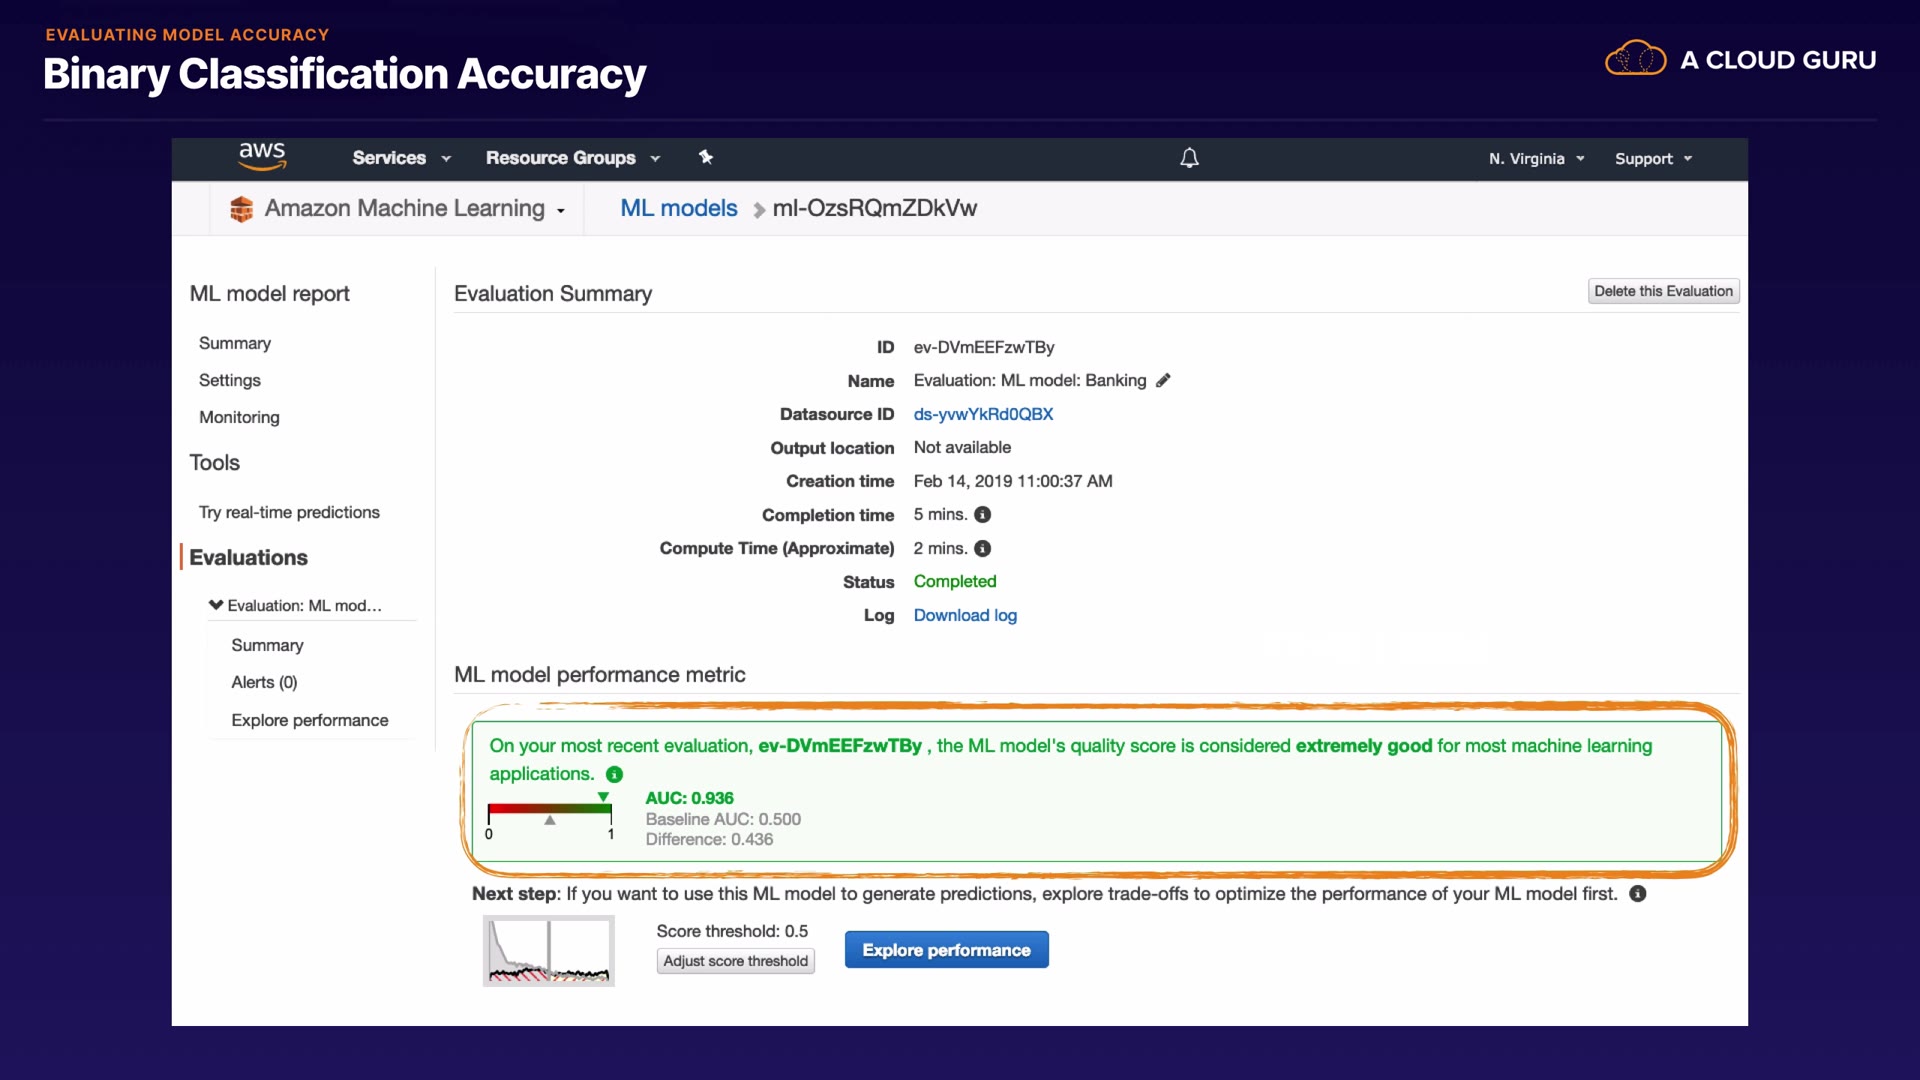 EVALUATING MODEL ACCURACY
Binary Classification Accuracy
A CLOUD GURU
aws
Services
Resource Groups
N. Virginia
Support
Amazon Machine Learning
ML models
ml-OzsRQmZDkVw
ML model report
Summary
Settings
Monitoring
Tools
Try real-time predictions
Evaluations
Evaluation: ML mod...
Summary
Alerts (0)
Explore performance
Evaluation Summary
Delete this Evaluation
ID ev-DVmEEFzwTBy
Name Evaluation: ML model: Banking
Datasource ID ds-yvwYkRd0QBX
Output location Not available
Creation time Feb 14, 2019 11:00:37 AM
Completion time 5 mins.
Compute Time (Approximate) 2 mins.
Status Completed
Log Download log
ML model performance metric
On your most recent evaluation, ev-DVmEEFzwTBy , the ML model's quality score is considered extremely good for most machine learning
applications.
0
1
AUC: 0.936
Baseline AUC: 0.500
Difference: 0.436
Next step: If you want to use this ML model to generate predictions, explore trade-offs to optimize the performance of your ML model first.
Score threshold: 0.5
Adjust score threshold
Explore performance